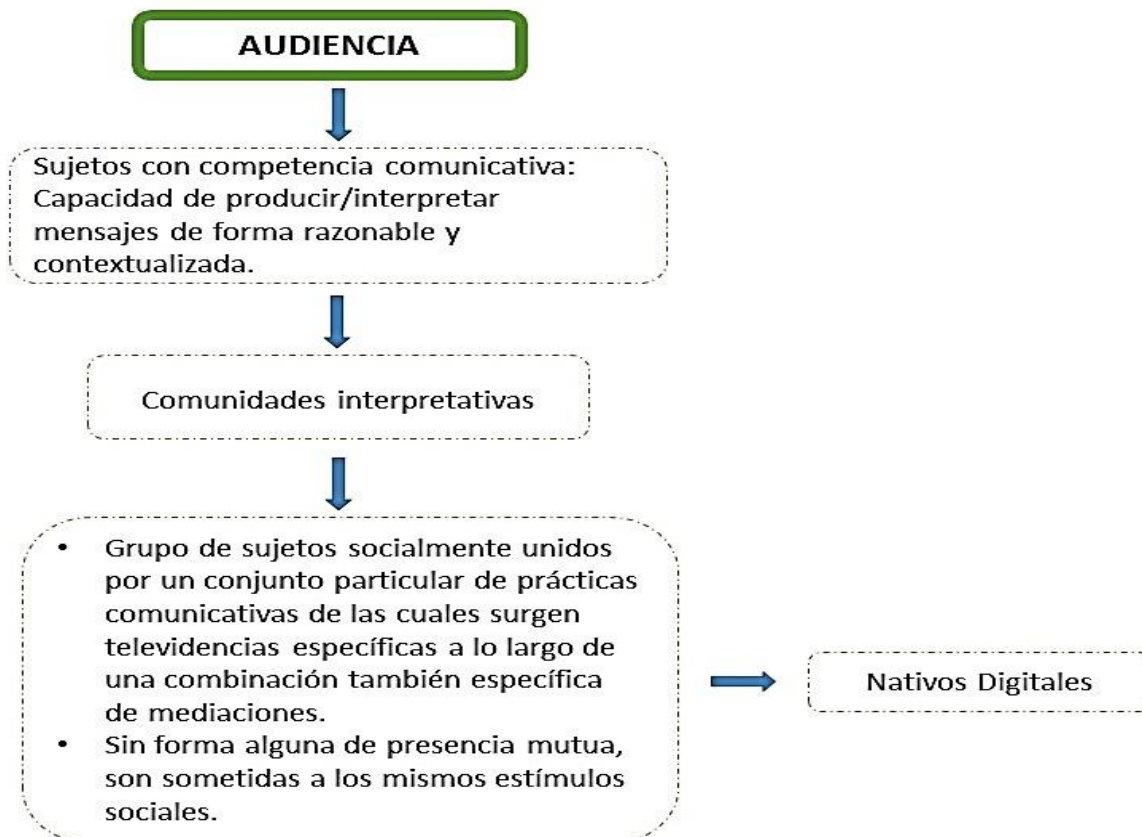 AUDIENCIA
Sujetos con competencia comunicativa:
Capacidad de producir/interpretar
mensajes de forma razonable y
contextualizada.
Comunidades interpretativas
• Grupo de sujetos socialmente unidos
por un conjunto particular de prácticas
comunicativas de las cuales surgen
televidencias específicas a lo largo de
una combinación también específica
de mediaciones.
• Sin forma alguna de presencia mutua,
son sometidas a los mismos estímulos
sociales.
Nativos Digitales